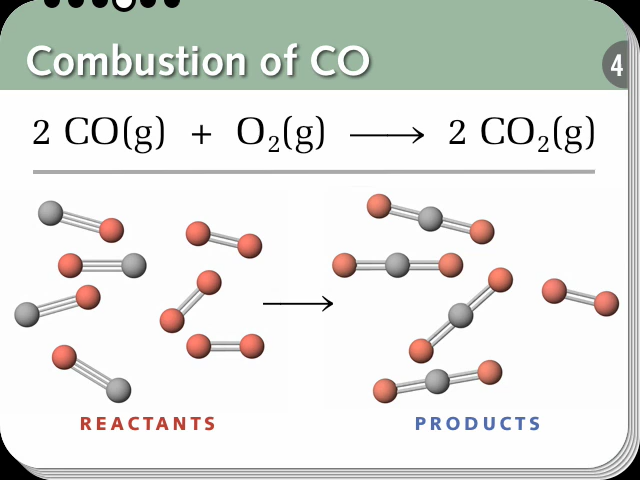 Combustion of CO
4
2 CO(g) + O₂(g) ⟶ 2 CO₂(g)
REACTANTS
PRODUCTS